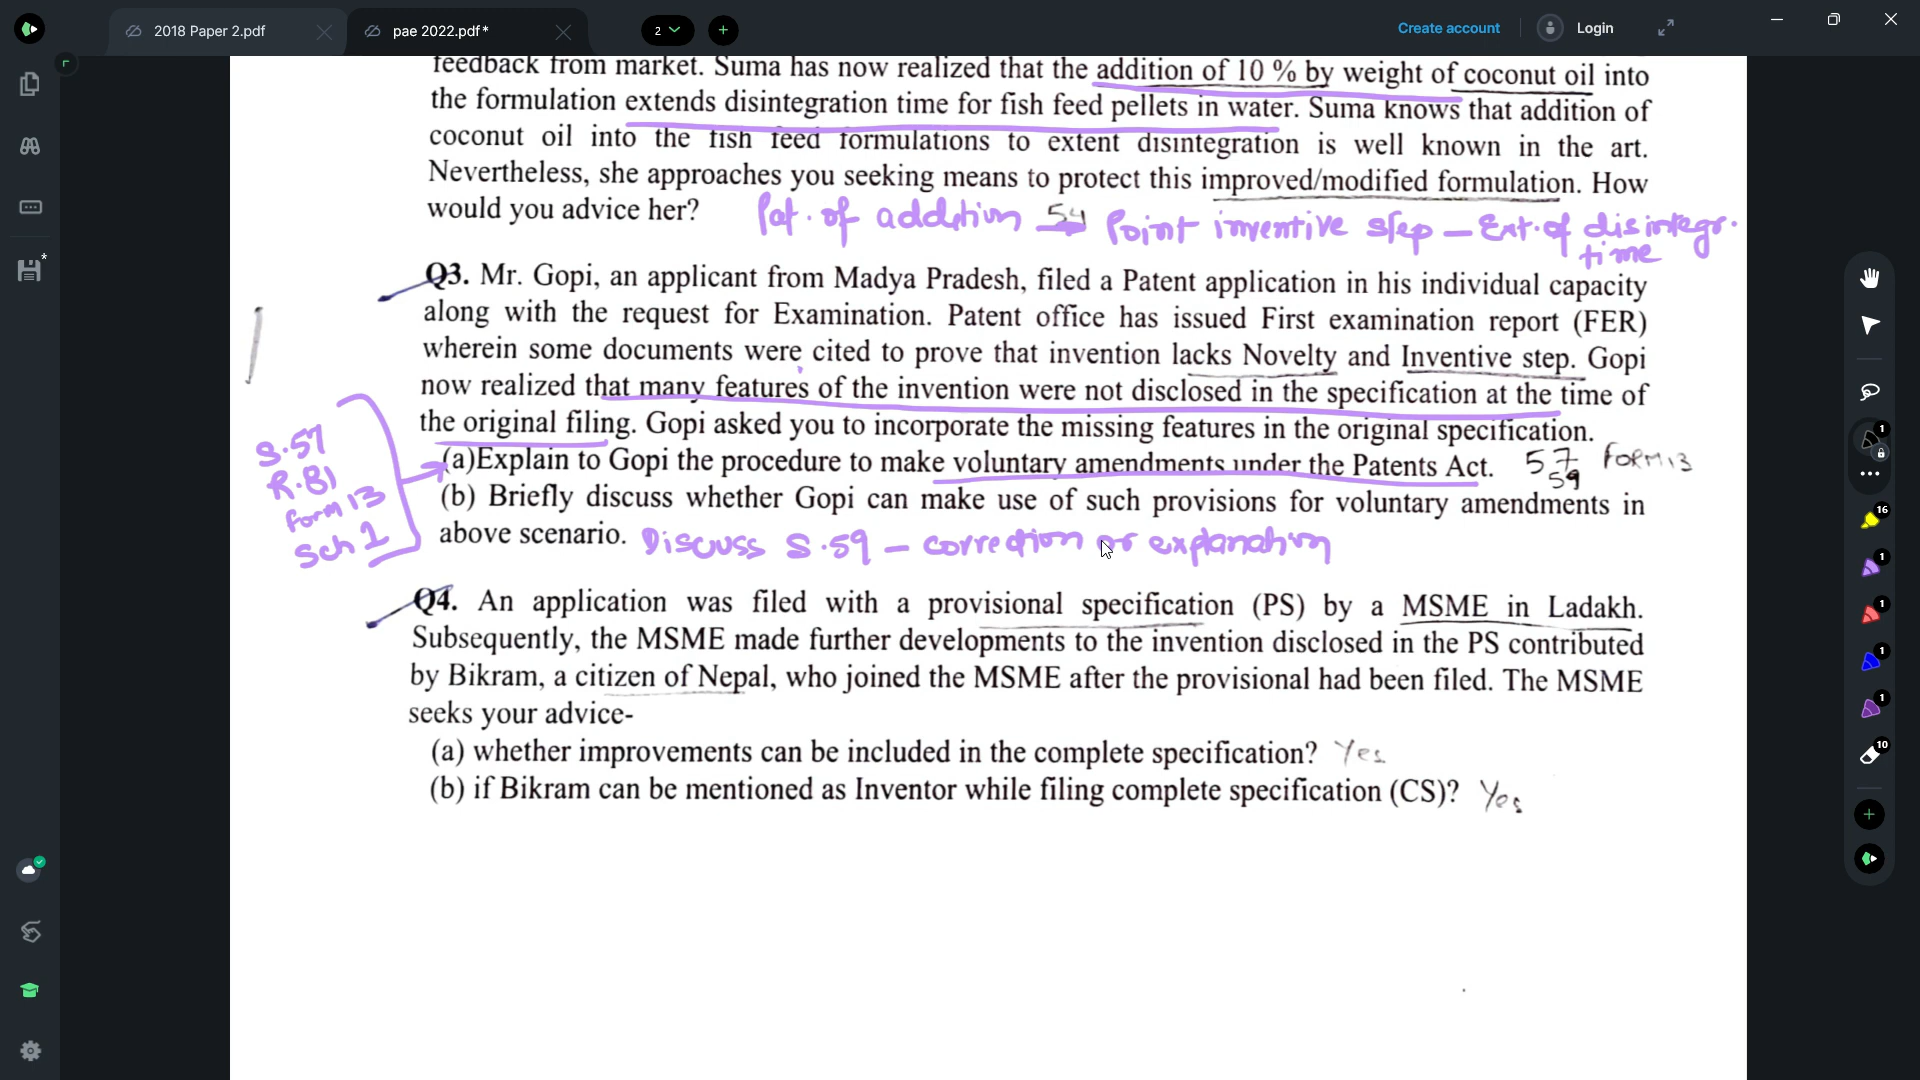 2018 Paper 2.pdf
pae 2022.pdf*
2
Create account
Login
feedback from market. Suma has now realized that the addition of 10 % by weight of coconut oil into
the formulation extends disintegration time for fish feed pellets in water. Suma knows that addition of
coconut oil into the fish feed formulations to extent disintegration is well known in the art.
Nevertheless, she approaches you seeking means to protect this improved/modified formulation. How
would you advice her?
Pat. of addition 54 → Point inventive step – Ext. of disintegr.
time
Q3. Mr. Gopi, an applicant from Madya Pradesh, filed a Patent application in his individual capacity
along with the request for Examination. Patent office has issued First examination report (FER)
wherein some documents were cited to prove that invention lacks Novelty and Inventive step. Gopi
now realized that many features of the invention were not disclosed in the specification at the time of
the original filing. Gopi asked you to incorporate the missing features in the original specification.
(a)Explain to Gopi the procedure to make voluntary amendments under the Patents Act.
57 FORM 13
59
S.57
R.81
form 13
Sch 1
(b) Briefly discuss whether Gopi can make use of such provisions for voluntary amendments in
above scenario.
Discuss S.59 – correction or explanation
Q4. An application was filed with a provisional specification (PS) by a MSME in Ladakh.
Subsequently, the MSME made further developments to the invention disclosed in the PS contributed
by Bikram, a citizen of Nepal, who joined the MSME after the provisional had been filed. The MSME
seeks your advice-
(a) whether improvements can be included in the complete specification? Yes
(b) if Bikram can be mentioned as Inventor while filing complete specification (CS)? Yes
1
16
1
1
1
1
10